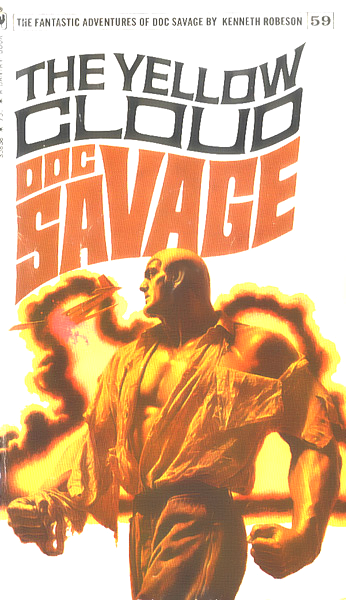 THE FANTASTIC ADVENTURES OF DOC SAVAGE BY KENNETH ROBESON 59
THE YELLOW
CLOUD
DOC
SAVAGE